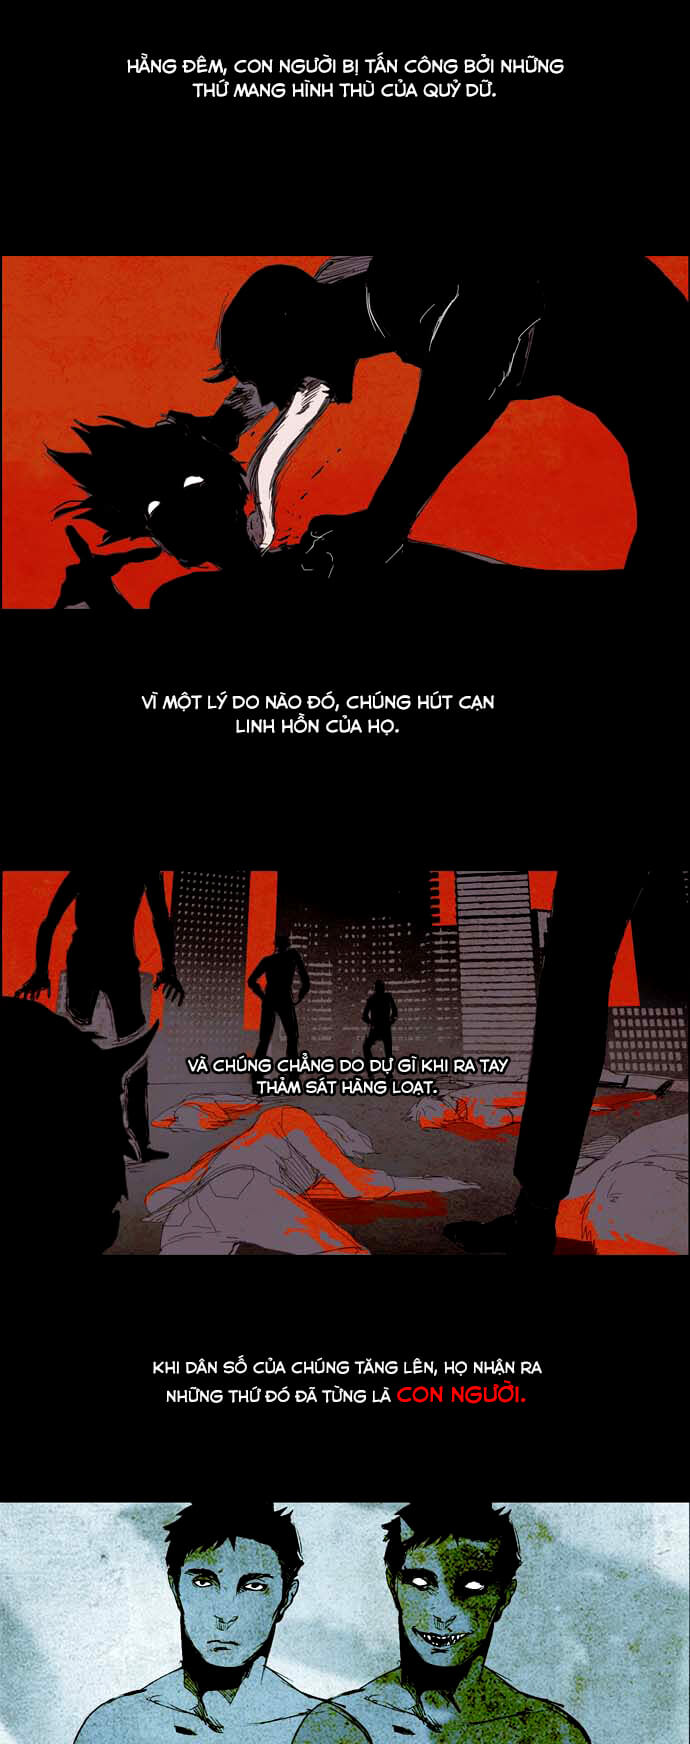 HẰNG ĐÊM, CON NGƯỜI BỊ TẤN CÔNG BỞI NHỮNG
THỨ MANG HÌNH THÙ CỦA QUỶ DỮ.
VÌ MỘT LÝ DO NÀO ĐÓ, CHÚNG HÚT CẠN
LINH HỒN CỦA HỌ.
VÀ CHÚNG CHẲNG DO DỰ GÌ KHI RA TAY
THẢM SÁT HÀNG LOẠT.
KHI DÂN SỐ CỦA CHÚNG TĂNG LÊN, HỌ NHẬN RA
NHỮNG THỨ ĐÓ ĐÃ TỪNG LÀ CON NGƯỜI.